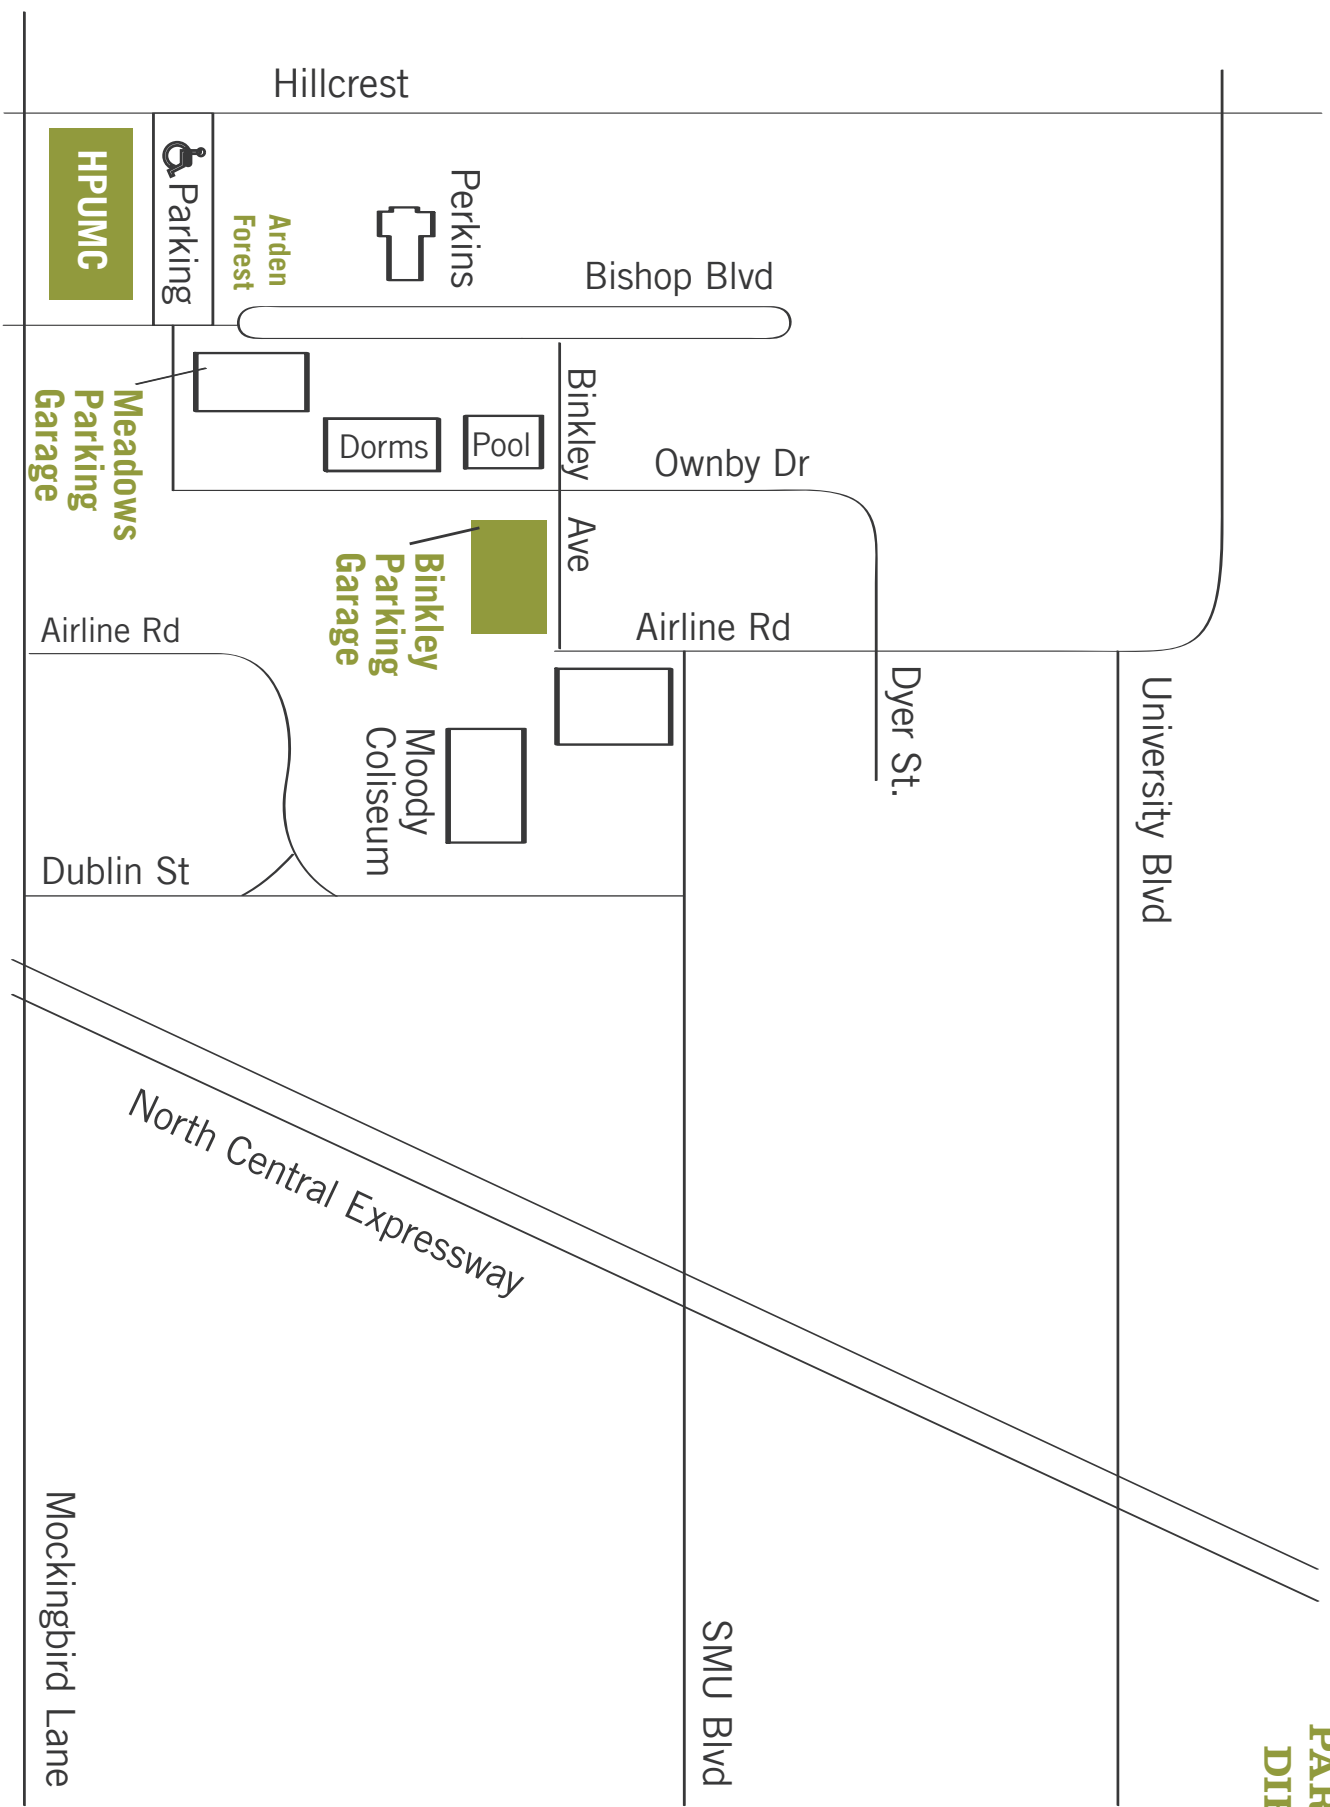 Hillcrest
HPUMC
Parking
Arden
Forest
Perkins
Bishop Blvd
Meadows
Parking
Garage
Dorms
Pool
Binkley Ave
Ownby Dr
Binkley
Parking
Garage
Airline Rd
Airline Rd
Dyer St.
University Blvd
Moody
Coliseum
Dublin St
North Central Expressway
Mockingbird Lane
SMU Blvd